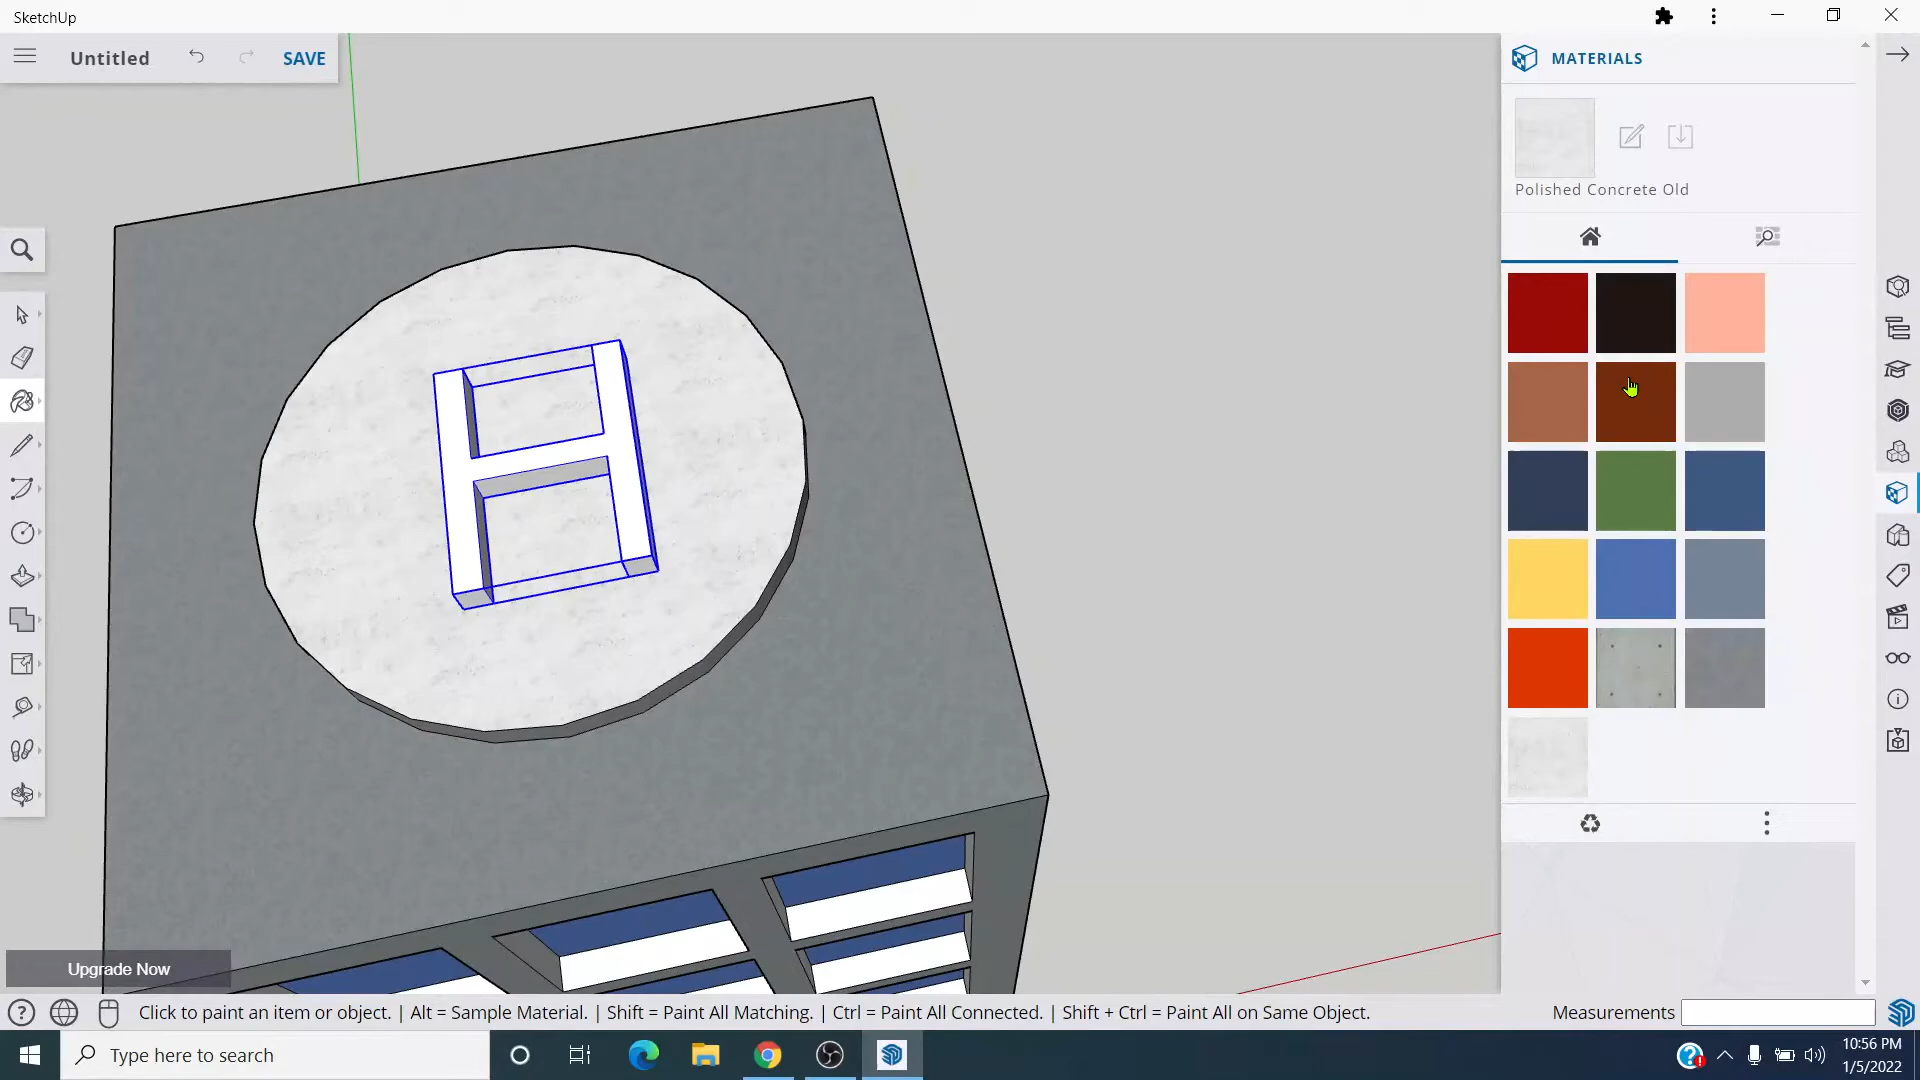 SketchUp
Untitled
SAVE
MATERIALS
Polished Concrete Old
H
Upgrade Now
Click to paint an item or object. | Alt = Sample Material. | Shift = Paint All Matching. | Ctrl = Paint All Connected. | Shift + Ctrl = Paint All on Same Object.
Measurements
Type here to search
10:56 PM
1/5/2022